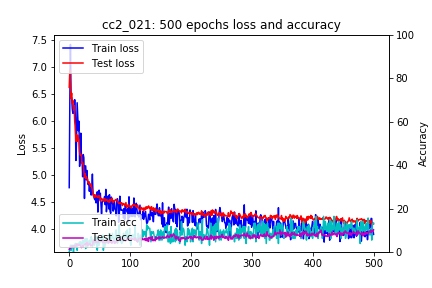 cc2_021: 500 epochs loss and accuracy
7.5
7.0
6.5
6.0
5.5
5.0
4.5
4.0
Loss
Train loss
Test loss
Train acc
Test acc
100
80
60
40
20
0
Accuracy
0 100 200 300 400 500